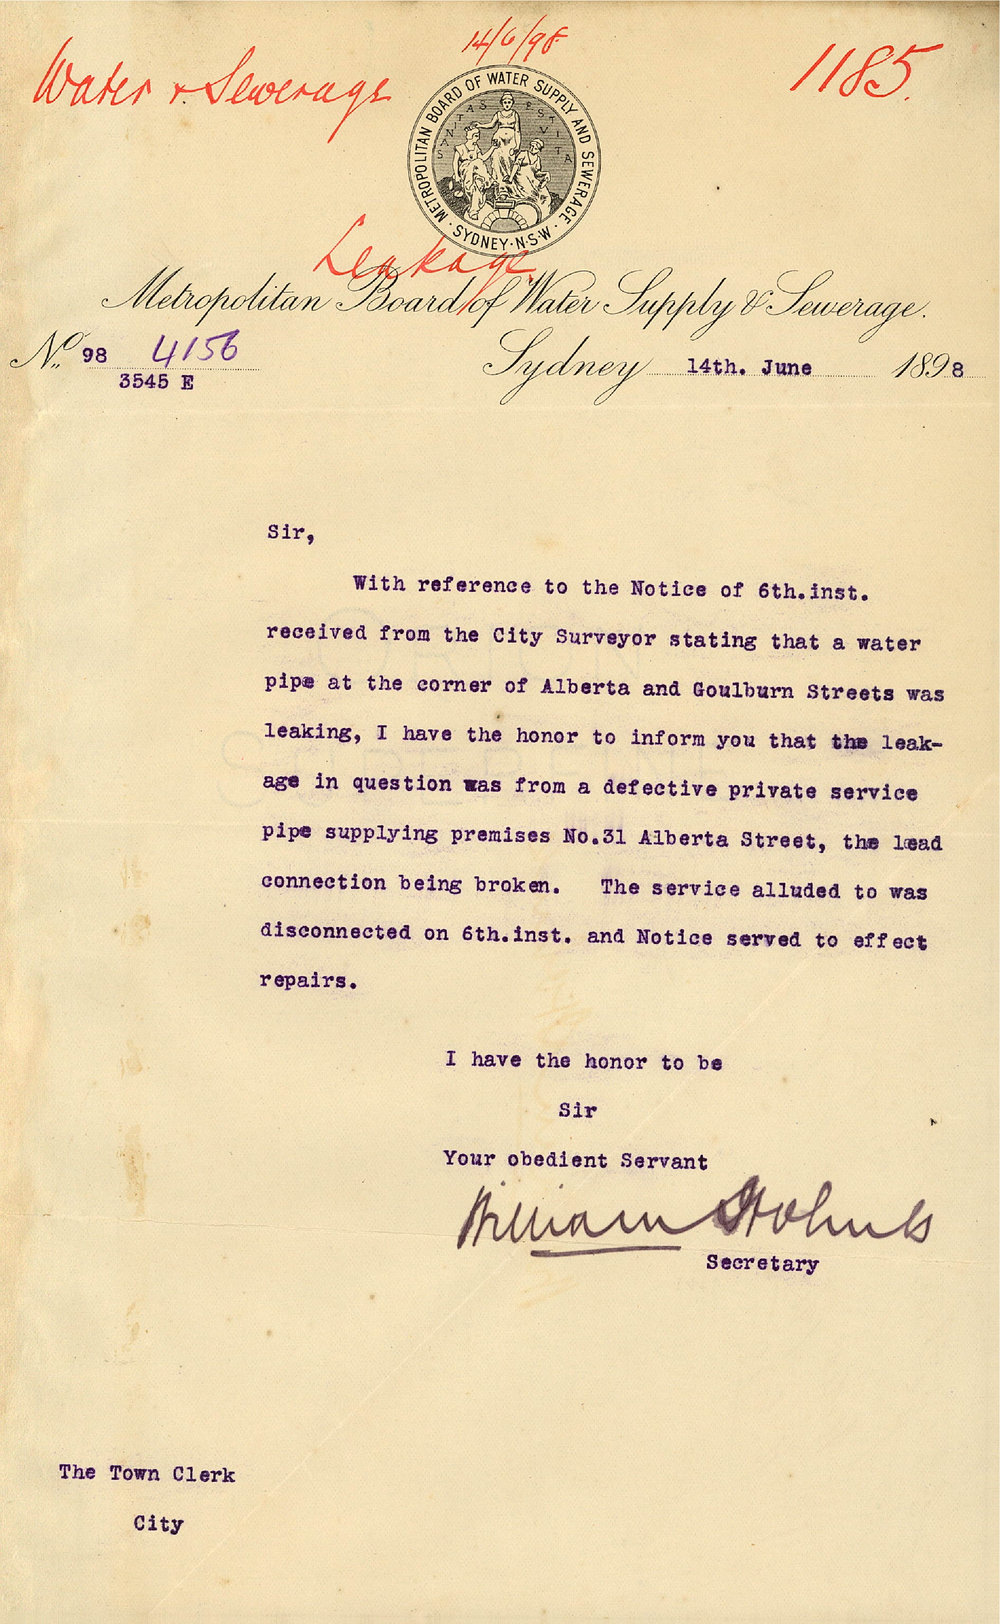 14/6/98
Water & Sewerage
1185.
METROPOLITAN BOARD OF WATER SUPPLY AND SEWERAGE
SANITAS
ESK VITA
· SYDNEY · N·S·W ·
Leakage
Metropolitan Board of Water Supply & Sewerage.
No. 98 4156
3545 E
Sydney 14th. June 1898
Sir,
With reference to the Notice of 6th.inst.
received from the City Surveyor stating that a water
pipe at the corner of Alberta and Goulburn Streets was
leaking, I have the honor to inform you that the leak-
age in question was from a defective private service
pipe supplying premises No.31 Alberta Street, the lead
connection being broken. The service alluded to was
disconnected on 6th.inst. and Notice served to effect
repairs.
I have the honor to be
Sir
Your obedient Servant
William Holmes
Secretary
The Town Clerk
City